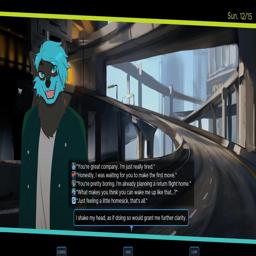 Sun. 12/15
"You're great company. I'm just really tired."
"Honestly, I was waiting for you to make the first move."
"You're pretty boring. I'm already planning a return flight home."
"What makes you think you can wake me up like that...?"
"Just feeling a little homesick, that's all."
I shake my head, as if doing so would grant me further clarity.